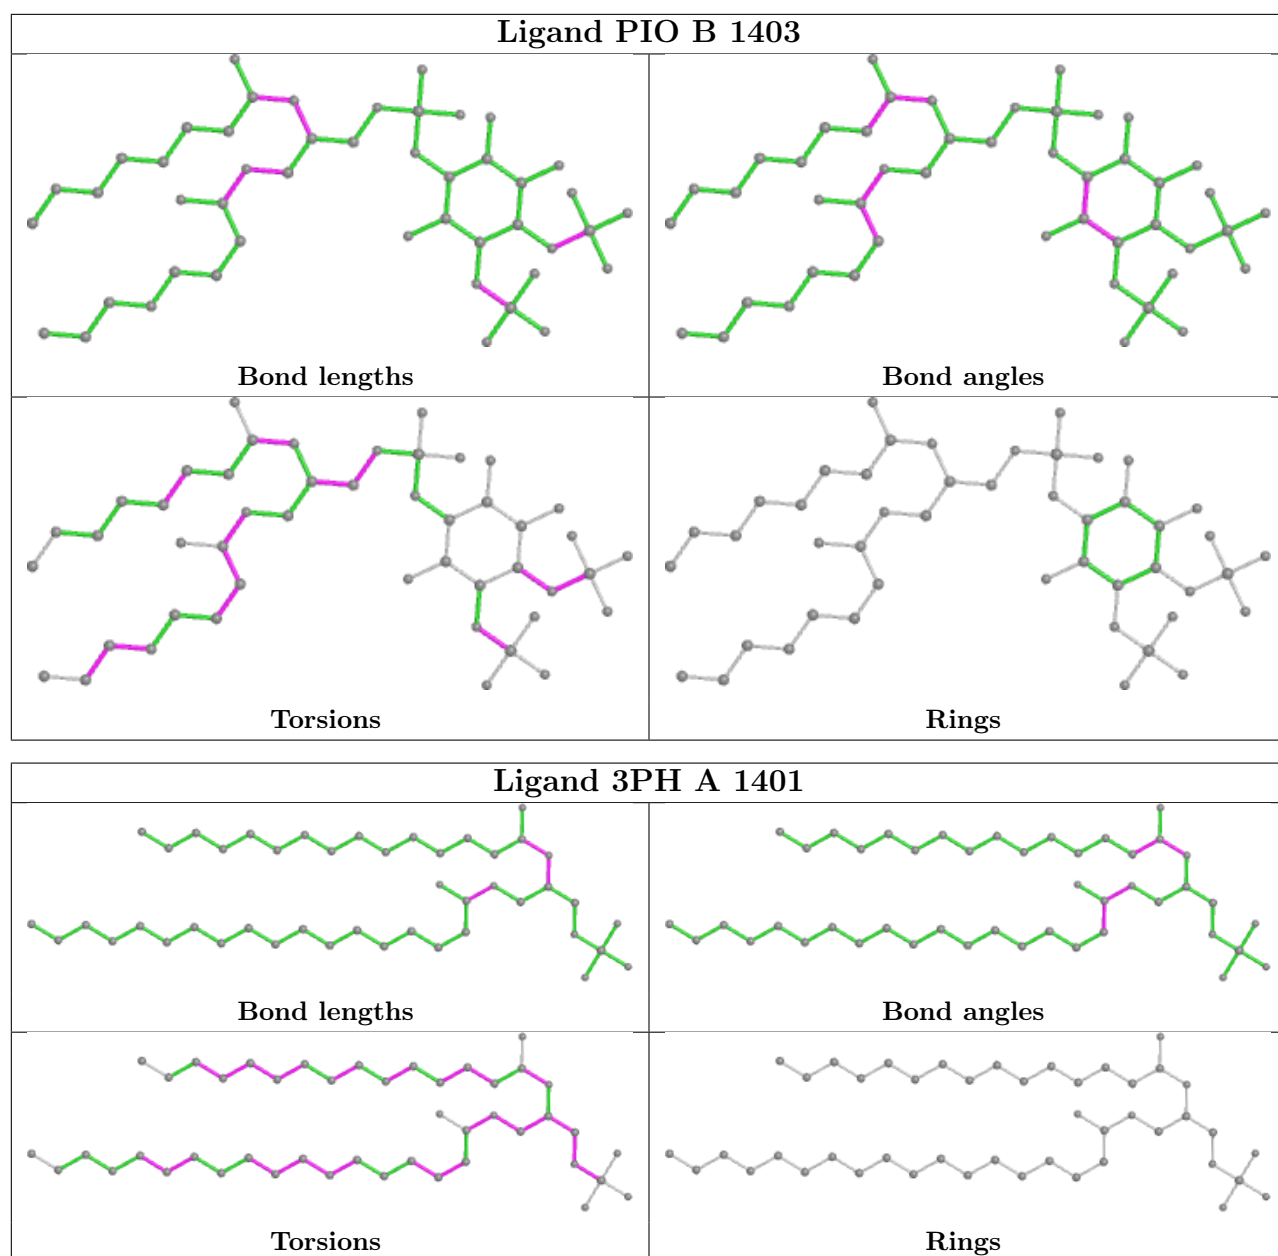 Ligand PIO B 1403
Bond lengths
Bond angles
Torsions
Rings
Ligand 3PH A 1401
Bond lengths
Bond angles
Torsions
Rings